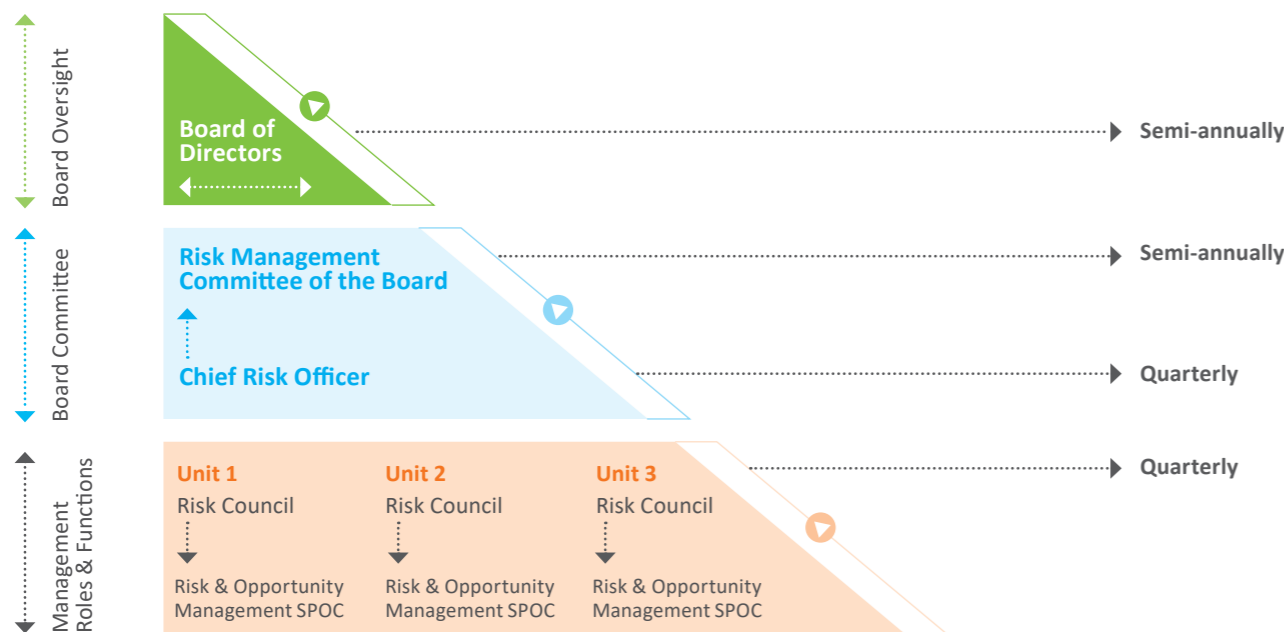 Board Oversight
Board of
Directors
Semi-annually
Board Committee
Risk Management
Committee of the Board
Semi-annually
Chief Risk Officer
Quarterly
Management
Roles & Functions
Unit 1
Unit 2
Unit 3
Quarterly
Risk Council
Risk Council
Risk Council
Risk & Opportunity
Management SPOC
Risk & Opportunity
Management SPOC
Risk & Opportunity
Management SPOC